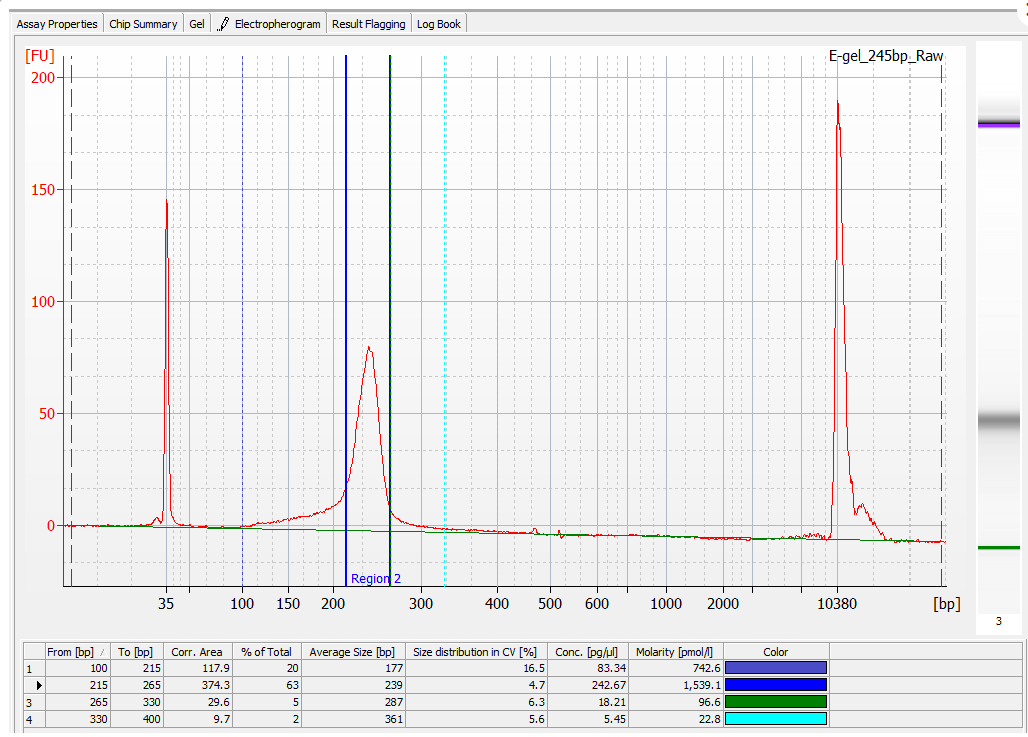 Assay Properties Chip Summary Gel Electropherogram Result Flagging Log Book
[FU] E-gel_245bp_Raw
200
150
100
50
0
Region 2
35 100 150 200 300 400 500 600 1000 2000 10380 [bp]
3
From [bp] To [bp] Corr. Area % of Total Average Size [bp] Size distribution in CV [%] Conc. [pg/µl] Molarity [pmol/l] Color
1 100 215 117.9 20 177 16.5 83.34 742.6
215 265 374.3 63 239 4.7 242.67 1,539.1
3 265 330 29.6 5 287 6.3 18.21 96.6
4 330 400 9.7 2 361 5.6 5.45 22.8